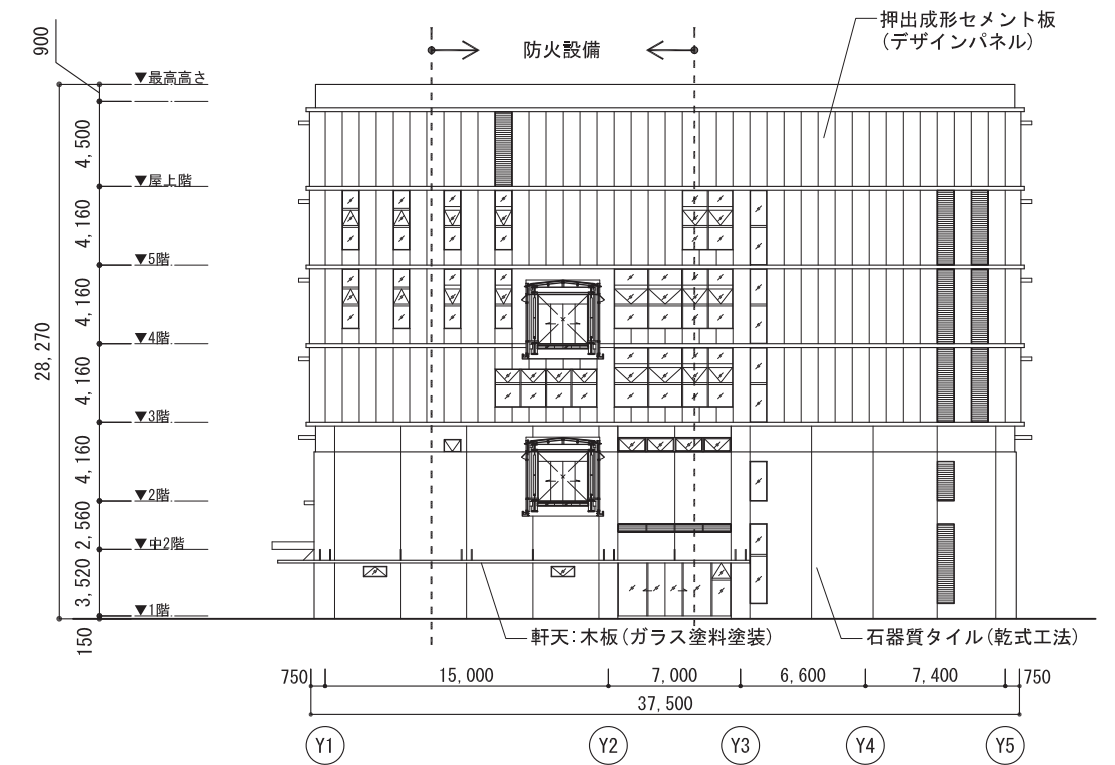 押出成形セメント板
(デザインパネル)
防火設備
900
▼最高高さ
4,500
▼屋上階
4,160
▼5階
4,160
▼4階
28,270
4,160
▼3階
4,160
▼2階
2,560
▼中2階
3,520
▼1階
150
軒天:木板(ガラス塗料塗装)
石器質タイル(乾式工法)
750 15,000 7,000 6,600 7,400 750
37,500
Y1 Y2 Y3 Y4 Y5